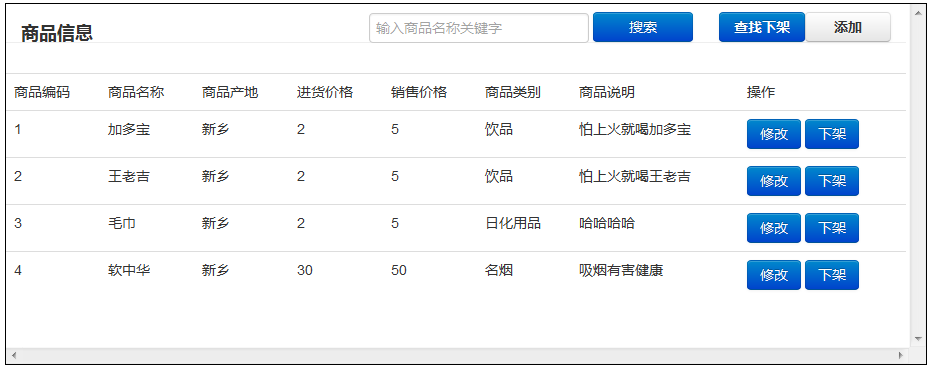 商品信息 输入商品名称关键字 搜索 查找下架 添加
商品编码 商品名称 商品产地 进货价格 销售价格 商品类别 商品说明 操作
1 加多宝 新乡 2 5 饮品 怕上火就喝加多宝 修改 下架
2 王老吉 新乡 2 5 饮品 怕上火就喝王老吉 修改 下架
3 毛巾 新乡 2 5 日化用品 哈哈哈哈 修改 下架
4 软中华 新乡 30 50 名烟 吸烟有害健康 修改 下架